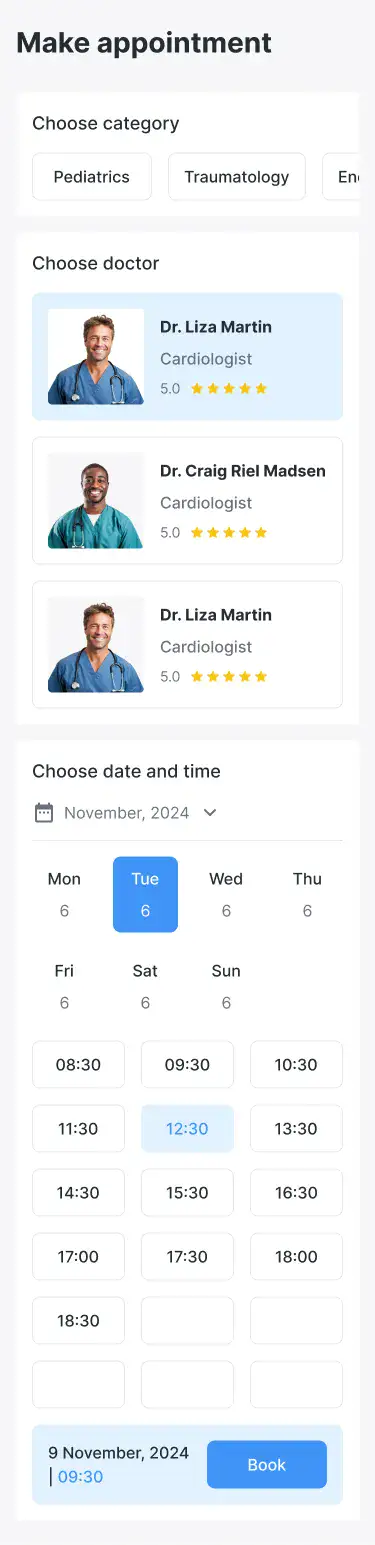 Make appointment
Choose category
Pediatrics Traumatology
Choose doctor
Dr. Liza Martin
Cardiologist
5.0
Dr. Craig Riel Madsen
Cardiologist
5.0
Dr. Liza Martin
Cardiologist
5.0
Choose date and time
November, 2024
Mon Tue Wed Thu
6 6 6 6
Fri Sat Sun
6 6 6
08:30 09:30 10:30
11:30 12:30 13:30
14:30 15:30 16:30
17:00 17:30 18:00
18:30
9 November, 2024
| 09:30
Book